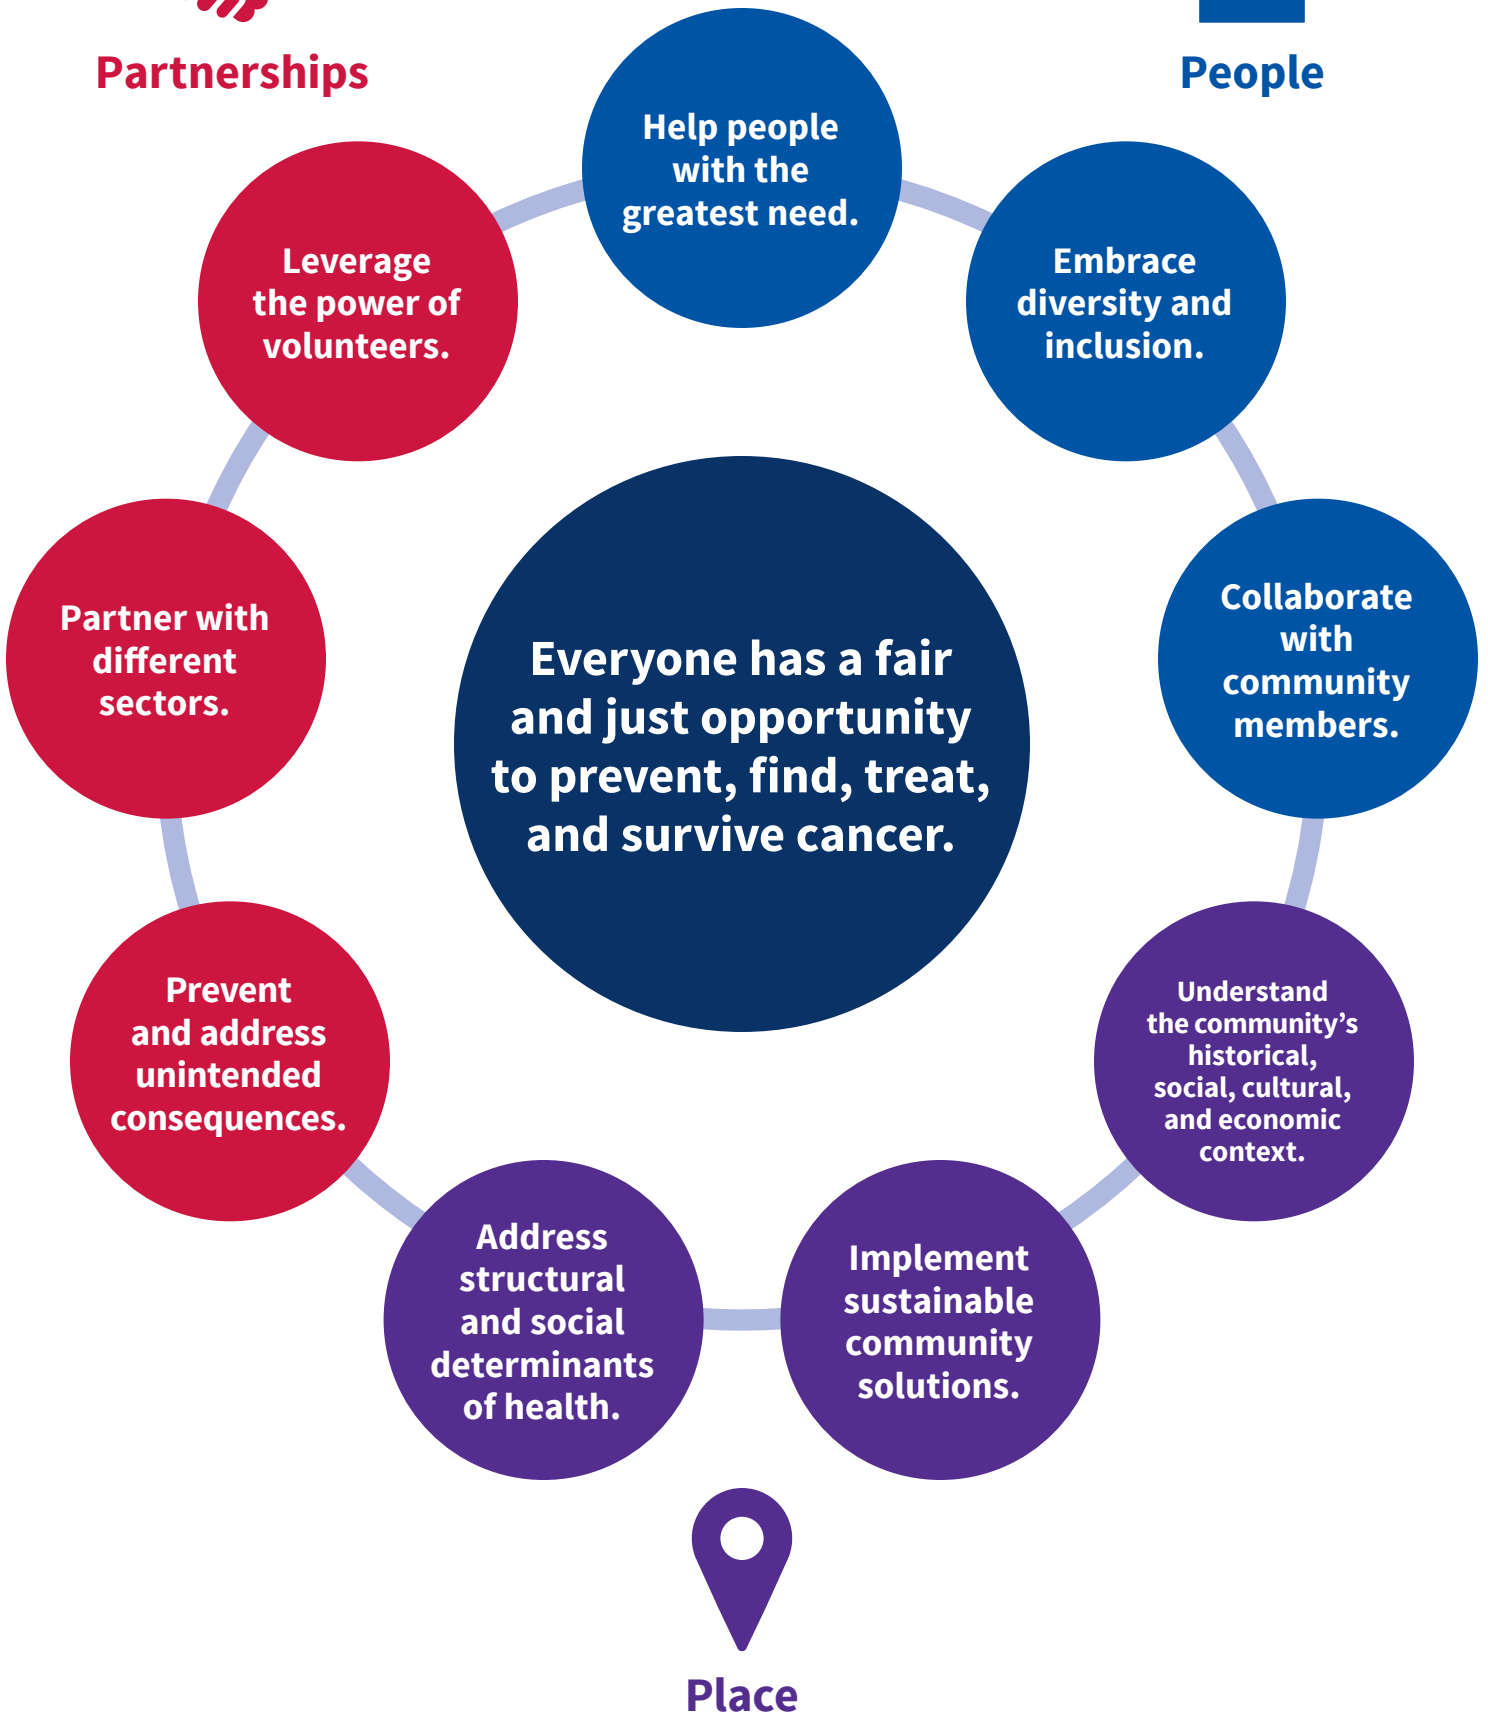 Partnerships
People
Help people
with the
greatest need.
Leverage
the power of
volunteers.
Embrace
diversity and
inclusion.
Partner with
different
sectors.
Everyone has a fair
and just opportunity
to prevent, find, treat,
and survive cancer.
Collaborate
with
community
members.
Prevent
and address
unintended
consequences.
Understand
the community’s
historical,
social, cultural,
and economic
context.
Address
structural
and social
determinants
of health.
Implement
sustainable
community
solutions.
Place